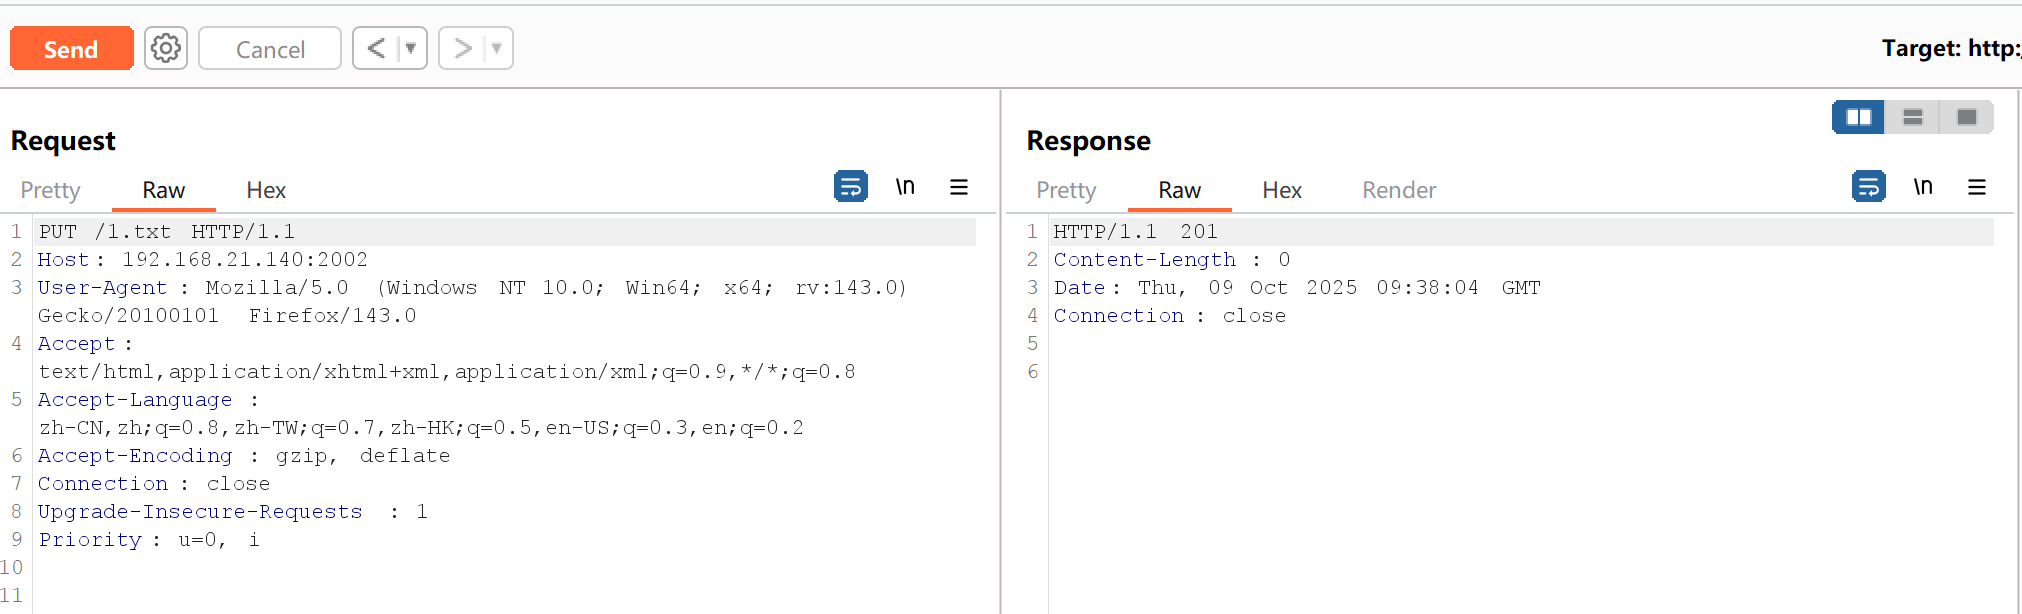 Send
Cancel
Target: http:
Request
Pretty Raw Hex
\n
1 PUT /1.txt HTTP/1.1
2 Host: 192.168.21.140:2002
3 User-Agent : Mozilla/5.0 (Windows NT 10.0; Win64; x64; rv:143.0)
Gecko/20100101 Firefox/143.0
4 Accept :
text/html,application/xhtml+xml,application/xml;q=0.9,*/*;q=0.8
5 Accept-Language :
zh-CN,zh;q=0.8,zh-TW;q=0.7,zh-HK;q=0.5,en-US;q=0.3,en;q=0.2
6 Accept-Encoding : gzip, deflate
7 Connection : close
8 Upgrade-Insecure-Requests : 1
9 Priority : u=0, i
10
11
Response
Pretty Raw Hex Render
\n
1 HTTP/1.1 201
2 Content-Length : 0
3 Date : Thu, 09 Oct 2025 09:38:04 GMT
4 Connection : close
5
6